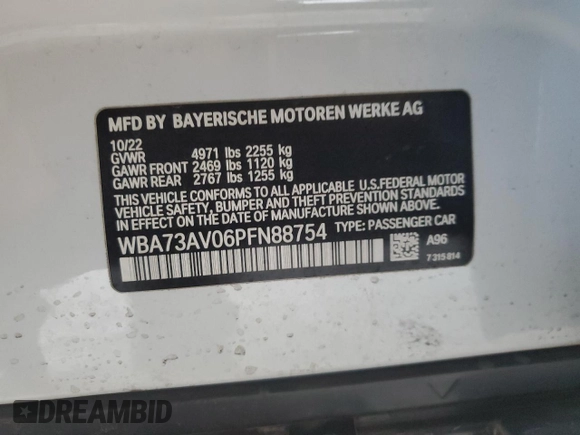 MFD BY BAYERISCHE MOTOREN WERKE AG
10/22
GVWR 4971 lbs 2255 kg
GAWR FRONT 2469 lbs 1120 kg
GAWR REAR 2767 lbs 1255 kg
THIS VEHICLE CONFORMS TO ALL APPLICABLE U.S.FEDERAL MOTOR
VEHICLE SAFETY, BUMPER AND THEFT PREVENTION STANDARDS
IN EFFECT ON THE DATE OF MANUFACTURE SHOWN ABOVE.
WBA73AV06PFN88754 TYPE: PASSENGER CAR
A96
7 315 814
DREAMBID